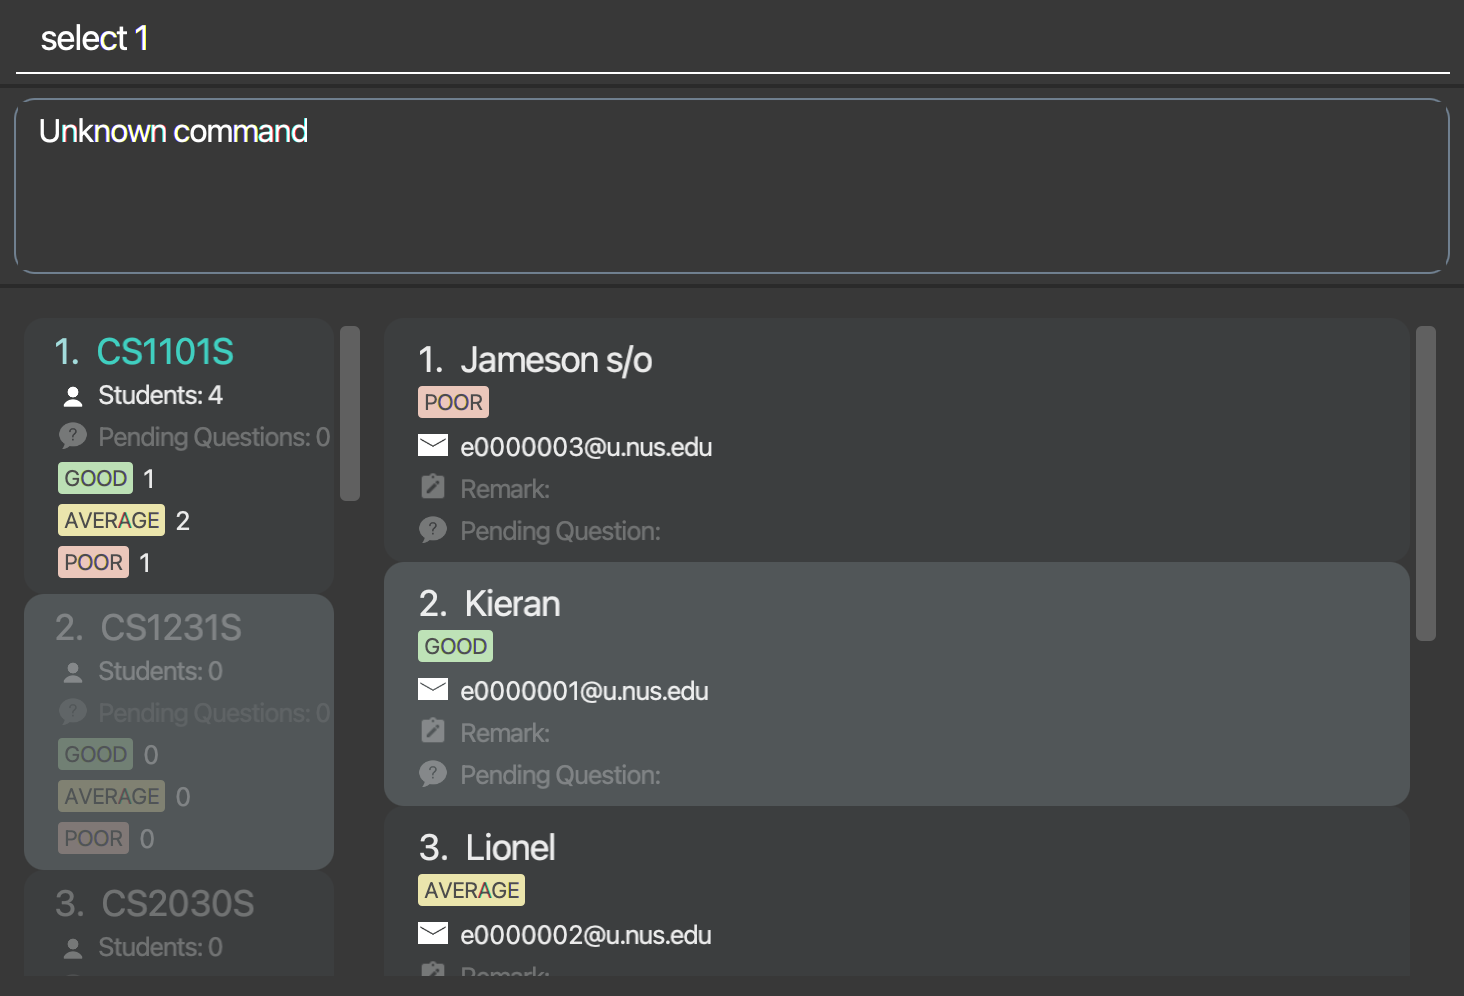 select 1
Unknown command
1. CS1101S
Students: 4
Pending Questions: 0
GOOD 1
AVERAGE 2
POOR 1
2. CS1231S
Students: 0
Pending Questions: 0
GOOD 0
AVERAGE 0
POOR 0
3. CS2030S
Students: 0
1. Jameson s/o
POOR
e0000003@u.nus.edu
Remark:
Pending Question:
2. Kieran
GOOD
e0000001@u.nus.edu
Remark:
Pending Question:
3. Lionel
AVERAGE
e0000002@u.nus.edu
Remark: